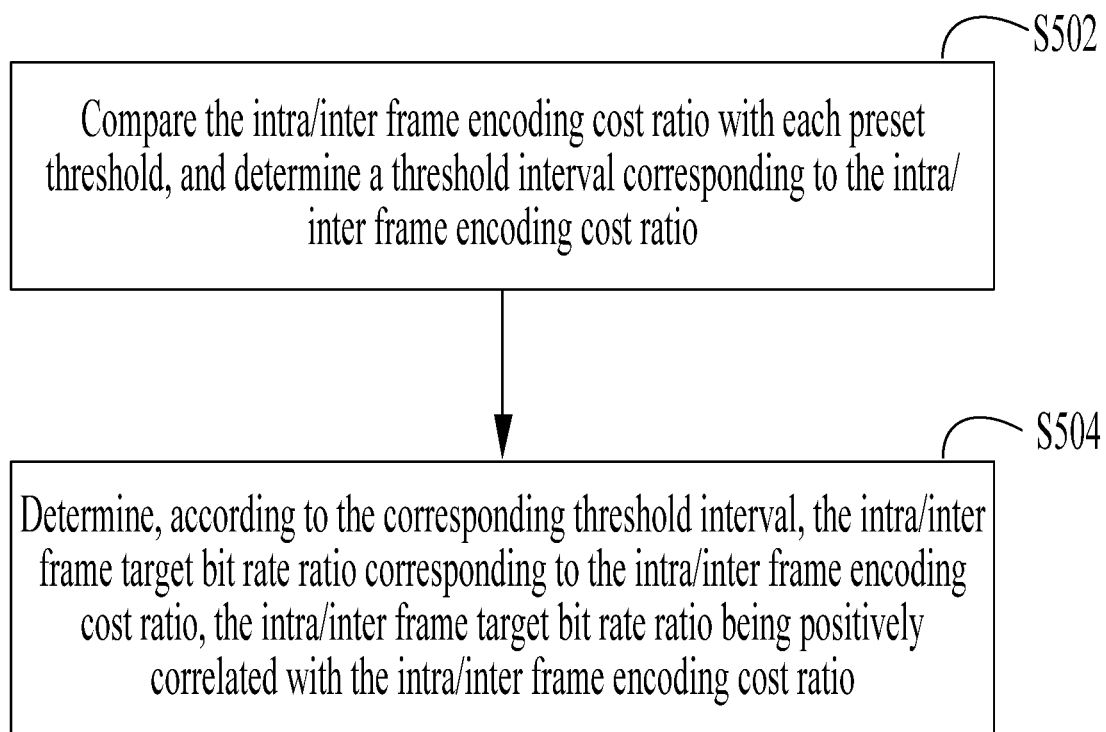 S502
Compare the intra/inter frame encoding cost ratio with each preset
threshold, and determine a threshold interval corresponding to the intra/
inter frame encoding cost ratio
S504
Determine, according to the corresponding threshold interval, the intra/inter
frame target bit rate ratio corresponding to the intra/inter frame encoding
cost ratio, the intra/inter frame target bit rate ratio being positively
correlated with the intra/inter frame encoding cost ratio